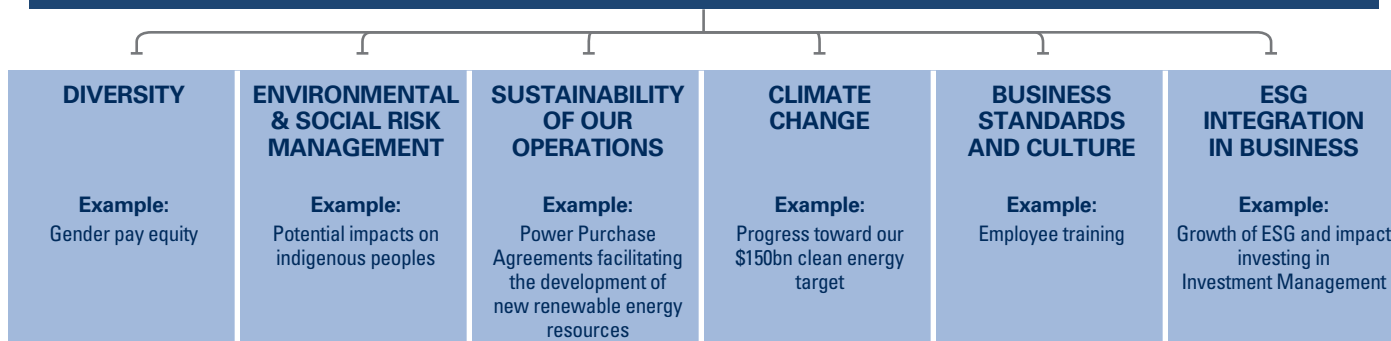 DIVERSITY
Example:
Gender pay equity
ENVIRONMENTAL
& SOCIAL RISK
MANAGEMENT
Example:
Potential impacts on
indigenous peoples
SUSTAINABILITY
OF OUR
OPERATIONS
Example:
Power Purchase
Agreements facilitating
the development of
new renewable energy
resources
CLIMATE
CHANGE
Example:
Progress toward our
$150bn clean energy
target
BUSINESS
STANDARDS
AND CULTURE
Example:
Employee training
ESG
INTEGRATION
IN BUSINESS
Example:
Growth of ESG and impact
investing in
Investment Management